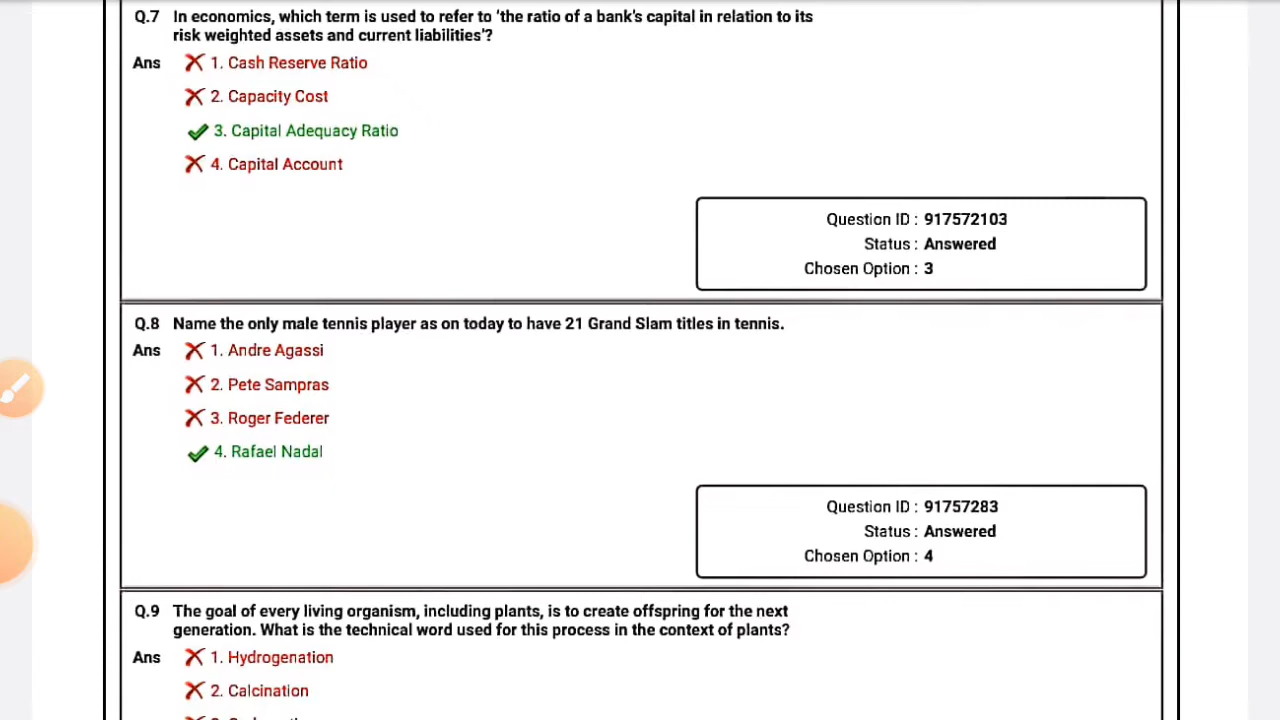 Q.7 In economics, which term is used to refer to 'the ratio of a bank's capital in relation to its
risk weighted assets and current liabilities'?
Ans 1. Cash Reserve Ratio
2. Capacity Cost
3. Capital Adequacy Ratio
4. Capital Account
Question ID : 917572103
Status : Answered
Chosen Option : 3
Q.8 Name the only male tennis player as on today to have 21 Grand Slam titles in tennis.
Ans 1. Andre Agassi
2. Pete Sampras
3. Roger Federer
4. Rafael Nadal
Question ID : 91757283
Status : Answered
Chosen Option : 4
Q.9 The goal of every living organism, including plants, is to create offspring for the next
generation. What is the technical word used for this process in the context of plants?
Ans 1. Hydrogenation
2. Calcination